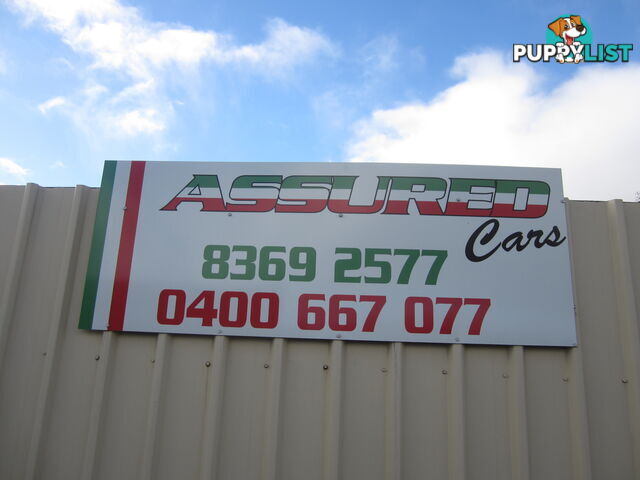 PUPPYLIST
ASSURED
Cars
8369 2577
0400 667 077